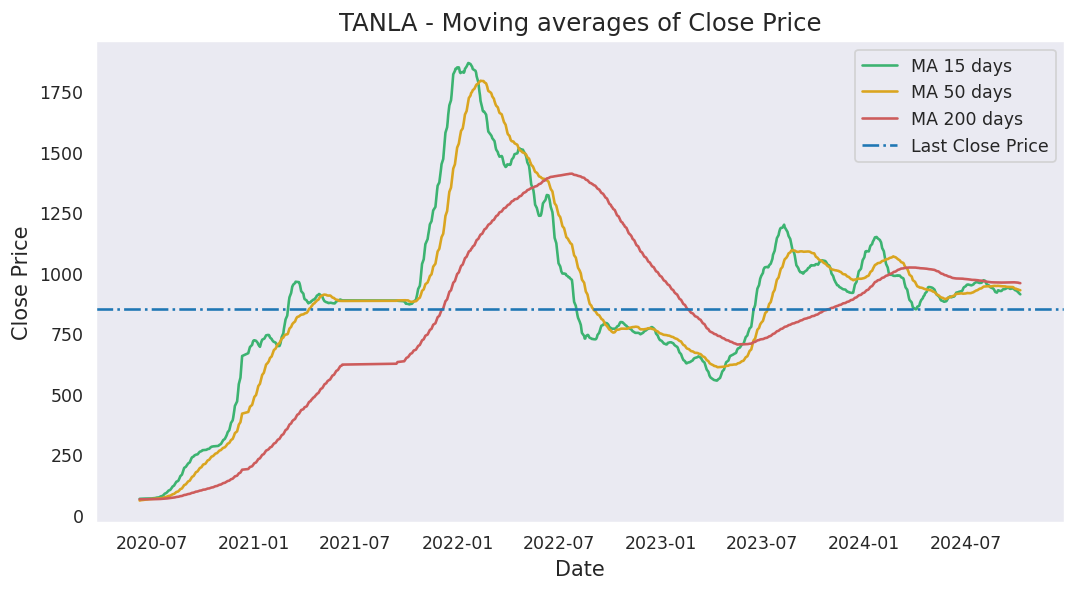 TANLA - Moving averages of Close Price
MA 15 days
MA 50 days
MA 200 days
Last Close Price
Close Price
1750
1500
1250
1000
750
500
250
0
2020-07 2021-01 2021-07 2022-01 2022-07 2023-01 2023-07 2024-01 2024-07
Date